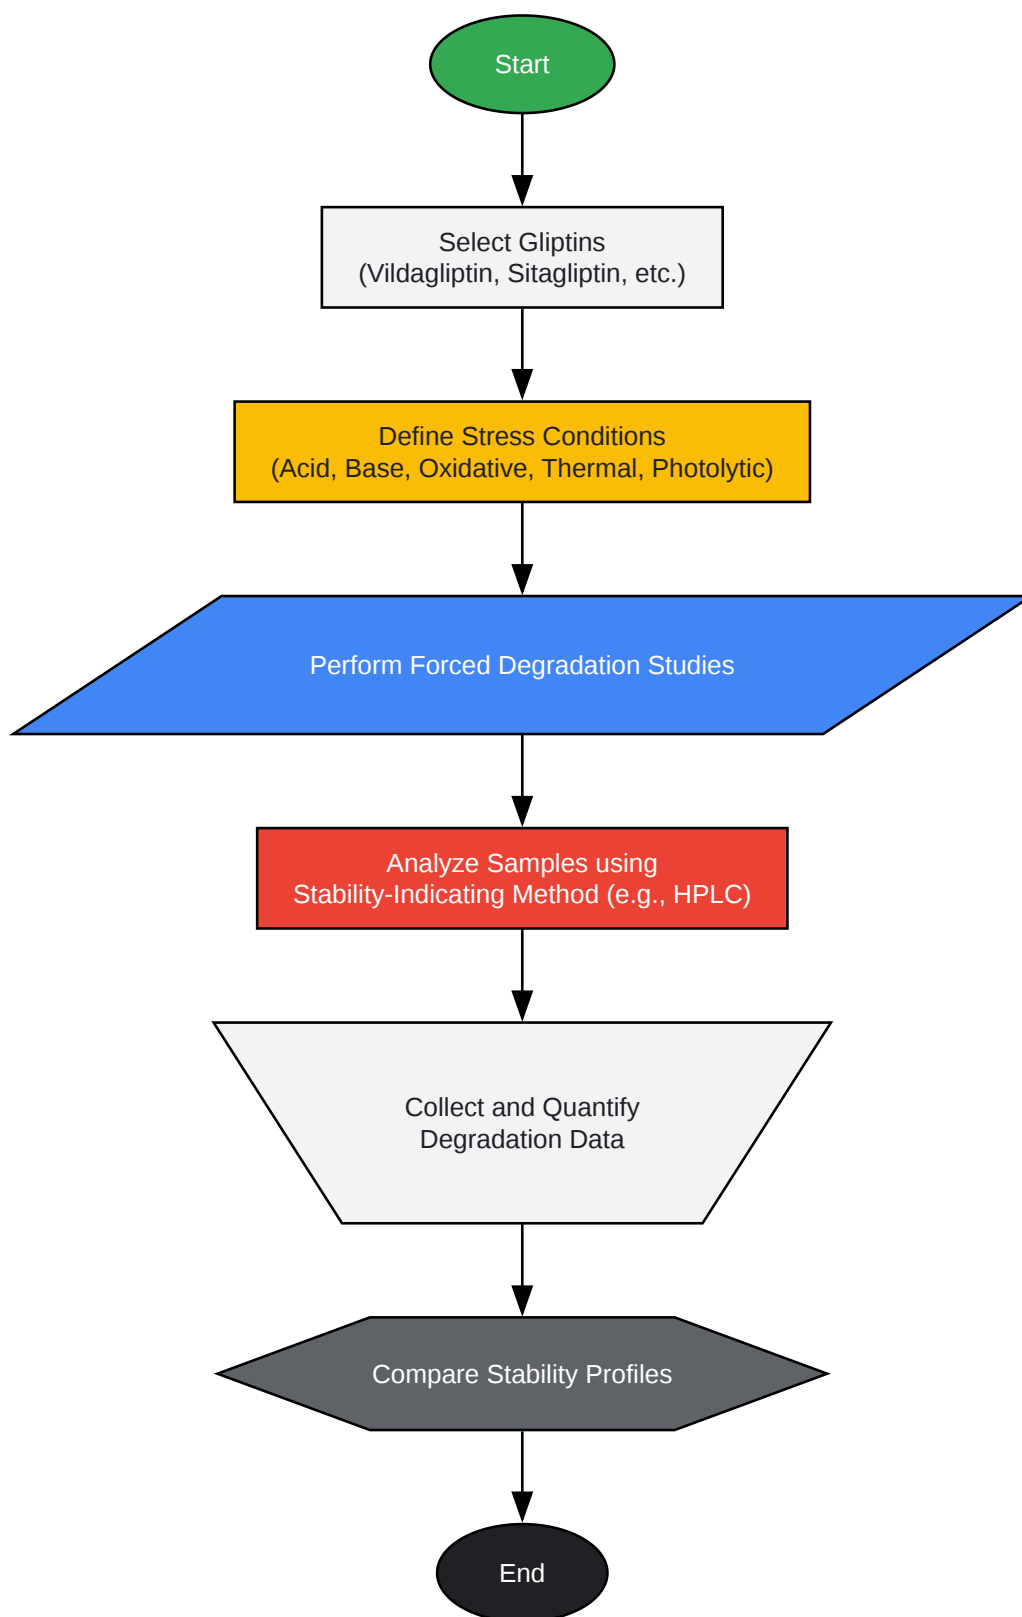 Start
Select Gliptins
(Vildagliptin, Sitagliptin, etc.)
Define Stress Conditions
(Acid, Base, Oxidative, Thermal, Photolytic)
Perform Forced Degradation Studies
Analyze Samples using
Stability-Indicating Method (e.g., HPLC)
Collect and Quantify
Degradation Data
Compare Stability Profiles
End